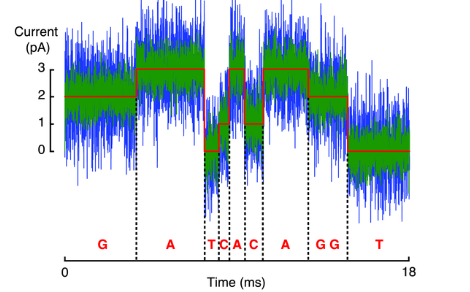 Current
(pA)
3
2
1
0
G A T C A C A G G T
0 18
Time (ms)